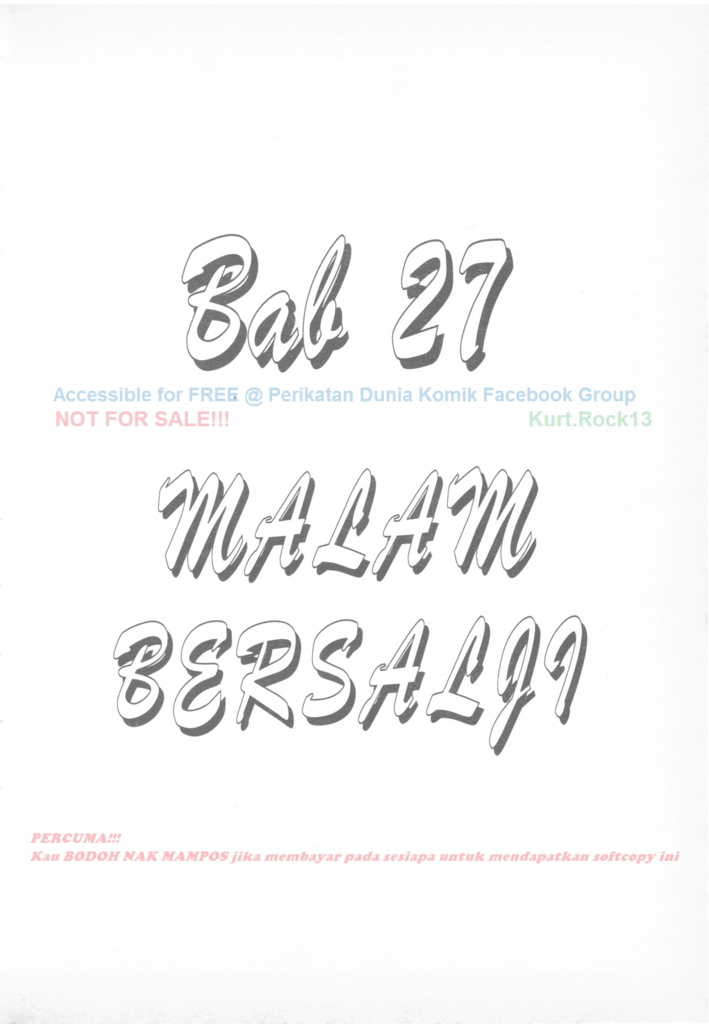 Bab 27
Accessible for FREE @ Perikatan Dunia Komik Facebook Group
NOT FOR SALE!!! Kurt.Rock13
MALAM
BERSALJI
PERCUMA!!!
Kau BODOH NAK MAMPOS jika membayar pada sesiapa untuk mendapatkan softcopy ini